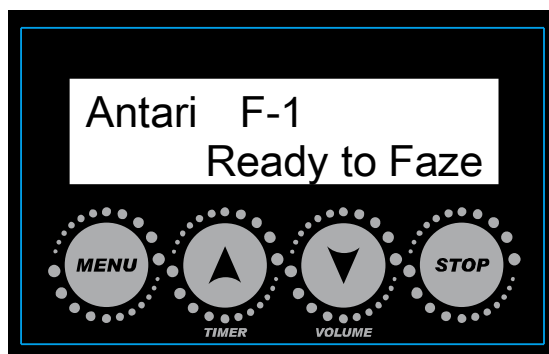 Antari F-1
Ready to Faze
MENU
STOP
TIMER
VOLUME